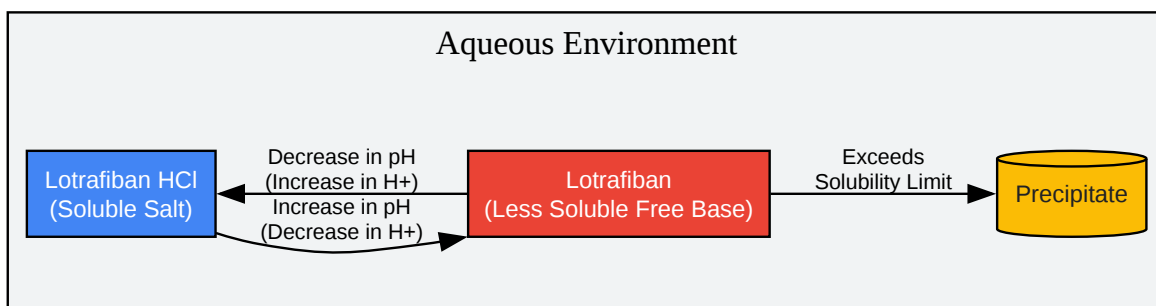 Aqueous Environment
Lotrafiban HCl
(Soluble Salt)
Decrease in pH
(Increase in H+)
Increase in pH
(Decrease in H+)
Lotrafiban
(Less Soluble Free Base)
Exceeds
Solubility Limit
Precipitate